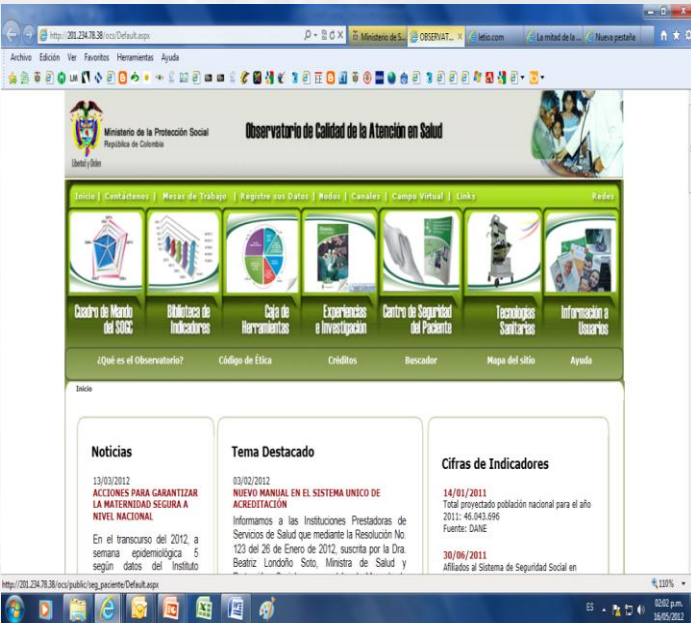 http://201.234.78.38/ocs/Default.aspx
Ministerio de S...
OBSERVAT...
letio.com
La mitad de la ...
Nueva pestaña
Archivo Edición Ver Favoritos Herramientas Ayuda
Ministerio de la Protección Social
República de Colombia
Libertad y Orden
Observatorio de Calidad de la Atención en Salud
Inicio | Contáctenos | Mesas de Trabajo | Registre sus Datos | Nodos | Canales | Campo Virtual | Links
Redes
Cuadro de Mando
del SOGC
Biblioteca de
Indicadores
Caja de
Herramientas
Experiencias
e Investigación
Centro de Seguridad
del Paciente
Tecnologías
Sanitarias
Información a
Usuarios
¿Qué es el Observatorio? Código de Ética Créditos Buscador Mapa del sitio Ayuda
Inicio
Noticias
13/03/2012
ACCIONES PARA GARANTIZAR
LA MATERNIDAD SEGURA A
NIVEL NACIONAL
En el transcurso del 2012, a
semana epidemiológica 5
según datos del Instituto
Tema Destacado
03/02/2012
NUEVO MANUAL EN EL SISTEMA UNICO DE
ACREDITACIÓN
Informamos a las Instituciones Prestadoras de
Servicios de Salud que mediante la Resolución No.
123 del 26 de Enero de 2012, suscrita por la Dra.
Beatriz Londoño Soto, Ministra de Salud y
Cifras de Indicadores
14/01/2011
Total proyectado población nacional para el año
2011: 46.043.696
Fuente: DANE
30/06/2011
Afiliados al Sistema de Seguridad Social en
http://201.234.78.38/ocs/public/seg_paciente/Default.aspx
110%
ES
02:02 p.m.
16/05/2012